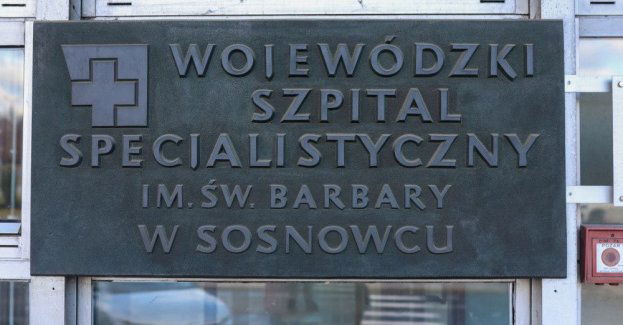 WOJEWÓDZKI
SZPITAL
SPECJALISTYCZNY
IM. ŚW. BARBARY
W SOSNOWCU